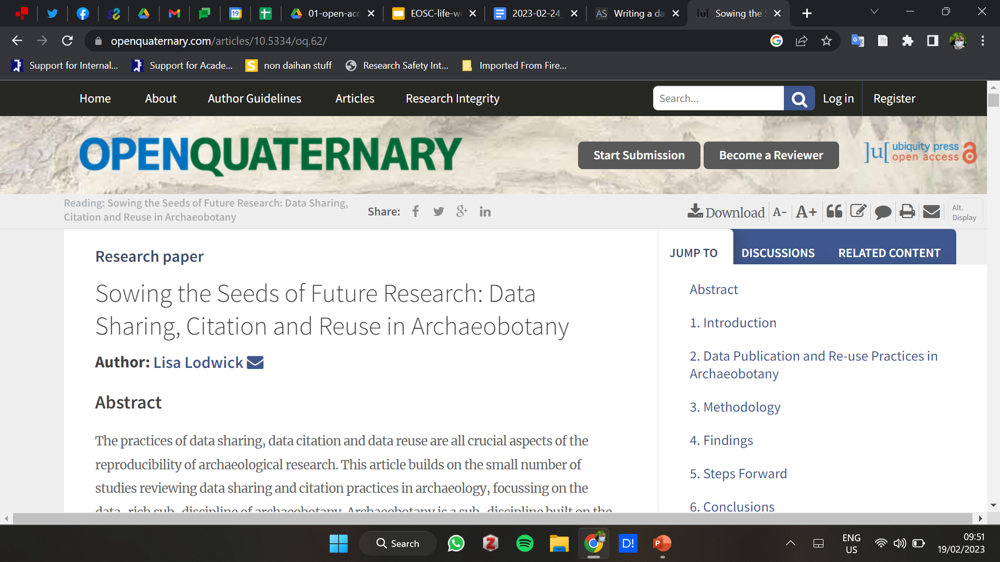 19
01-open-acc
EOSC-life-w
2023-02-24_
AS
Writing a da
Sowing the S
openquaternary.com/articles/10.5334/oq.62/
Support for Internal...
Support for Acade...
non daihan stuff
Research Safety Int...
Imported From Fire...
Home
About
Author Guidelines
Articles
Research Integrity
Search...
Log in
Register
OPENQUATERNARY
Start Submission
Become a Reviewer
]u[ ubiquity press
open access
Reading: Sowing the Seeds of Future Research: Data Sharing,
Citation and Reuse in Archaeobotany
Share:
Download
A-
A+
Alt.
Display
Research paper
Sowing the Seeds of Future Research: Data
Sharing, Citation and Reuse in Archaeobotany
Author: Lisa Lodwick
Abstract
The practices of data sharing, data citation and data reuse are all crucial aspects of the
reproducibility of archaeological research. This article builds on the small number of
studies reviewing data sharing and citation practices in archaeology, focussing on the
data-rich sub-discipline of archaeobotany. Archaeobotany is a sub-discipline built on the
JUMP TO
DISCUSSIONS
RELATED CONTENT
Abstract
1. Introduction
2. Data Publication and Re-use Practices in
Archaeobotany
3. Methodology
4. Findings
5. Steps Forward
6. Conclusions
Search
Z
D!
P
ENG
US
09:51
19/02/2023